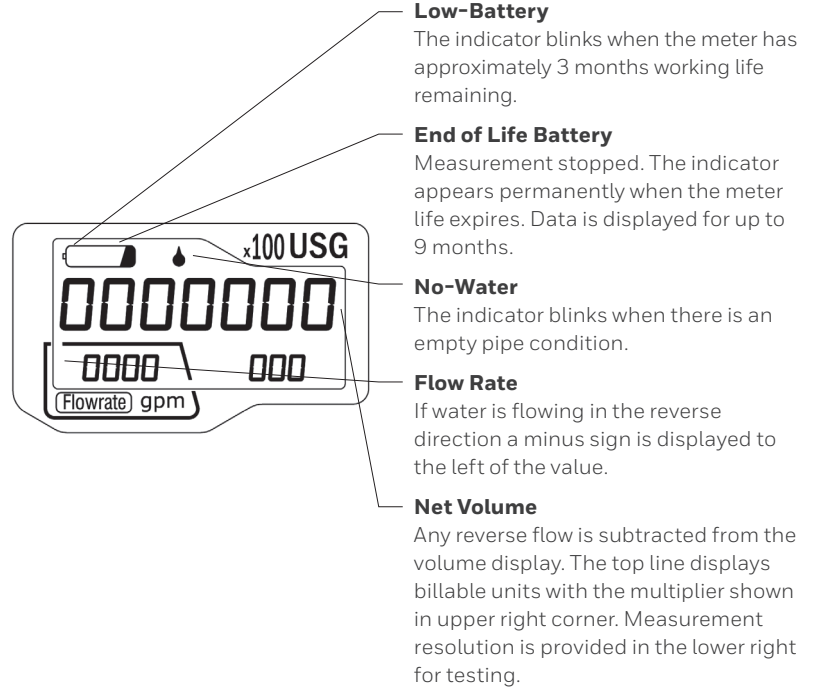 Low-Battery
The indicator blinks when the meter has
approximately 3 months working life
remaining.
End of Life Battery
Measurement stopped. The indicator
appears permanently when the meter
life expires. Data is displayed for up to
9 months.
No-Water
The indicator blinks when there is an
empty pipe condition.
Flow Rate
If water is flowing in the reverse
direction a minus sign is displayed to
the left of the value.
Net Volume
Any reverse flow is subtracted from the
volume display. The top line displays
billable units with the multiplier shown
in upper right corner. Measurement
resolution is provided in the lower right
for testing.
x100 USG
0000000
0000 000
Flowrate gpm